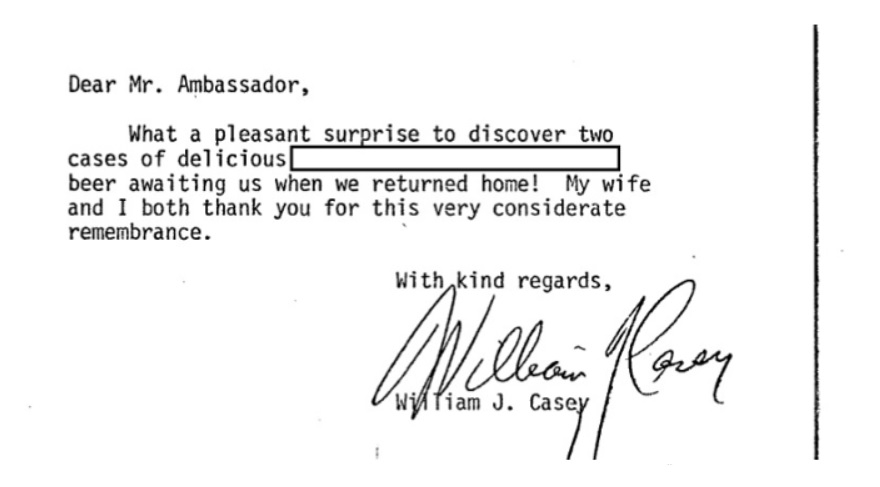 Dear Mr. Ambassador,
What a pleasant surprise to discover two
cases of delicious
beer awaiting us when we returned home! My wife
and I both thank you for this very considerate
remembrance.
With kind regards,
William J. Casey
William J. Casey